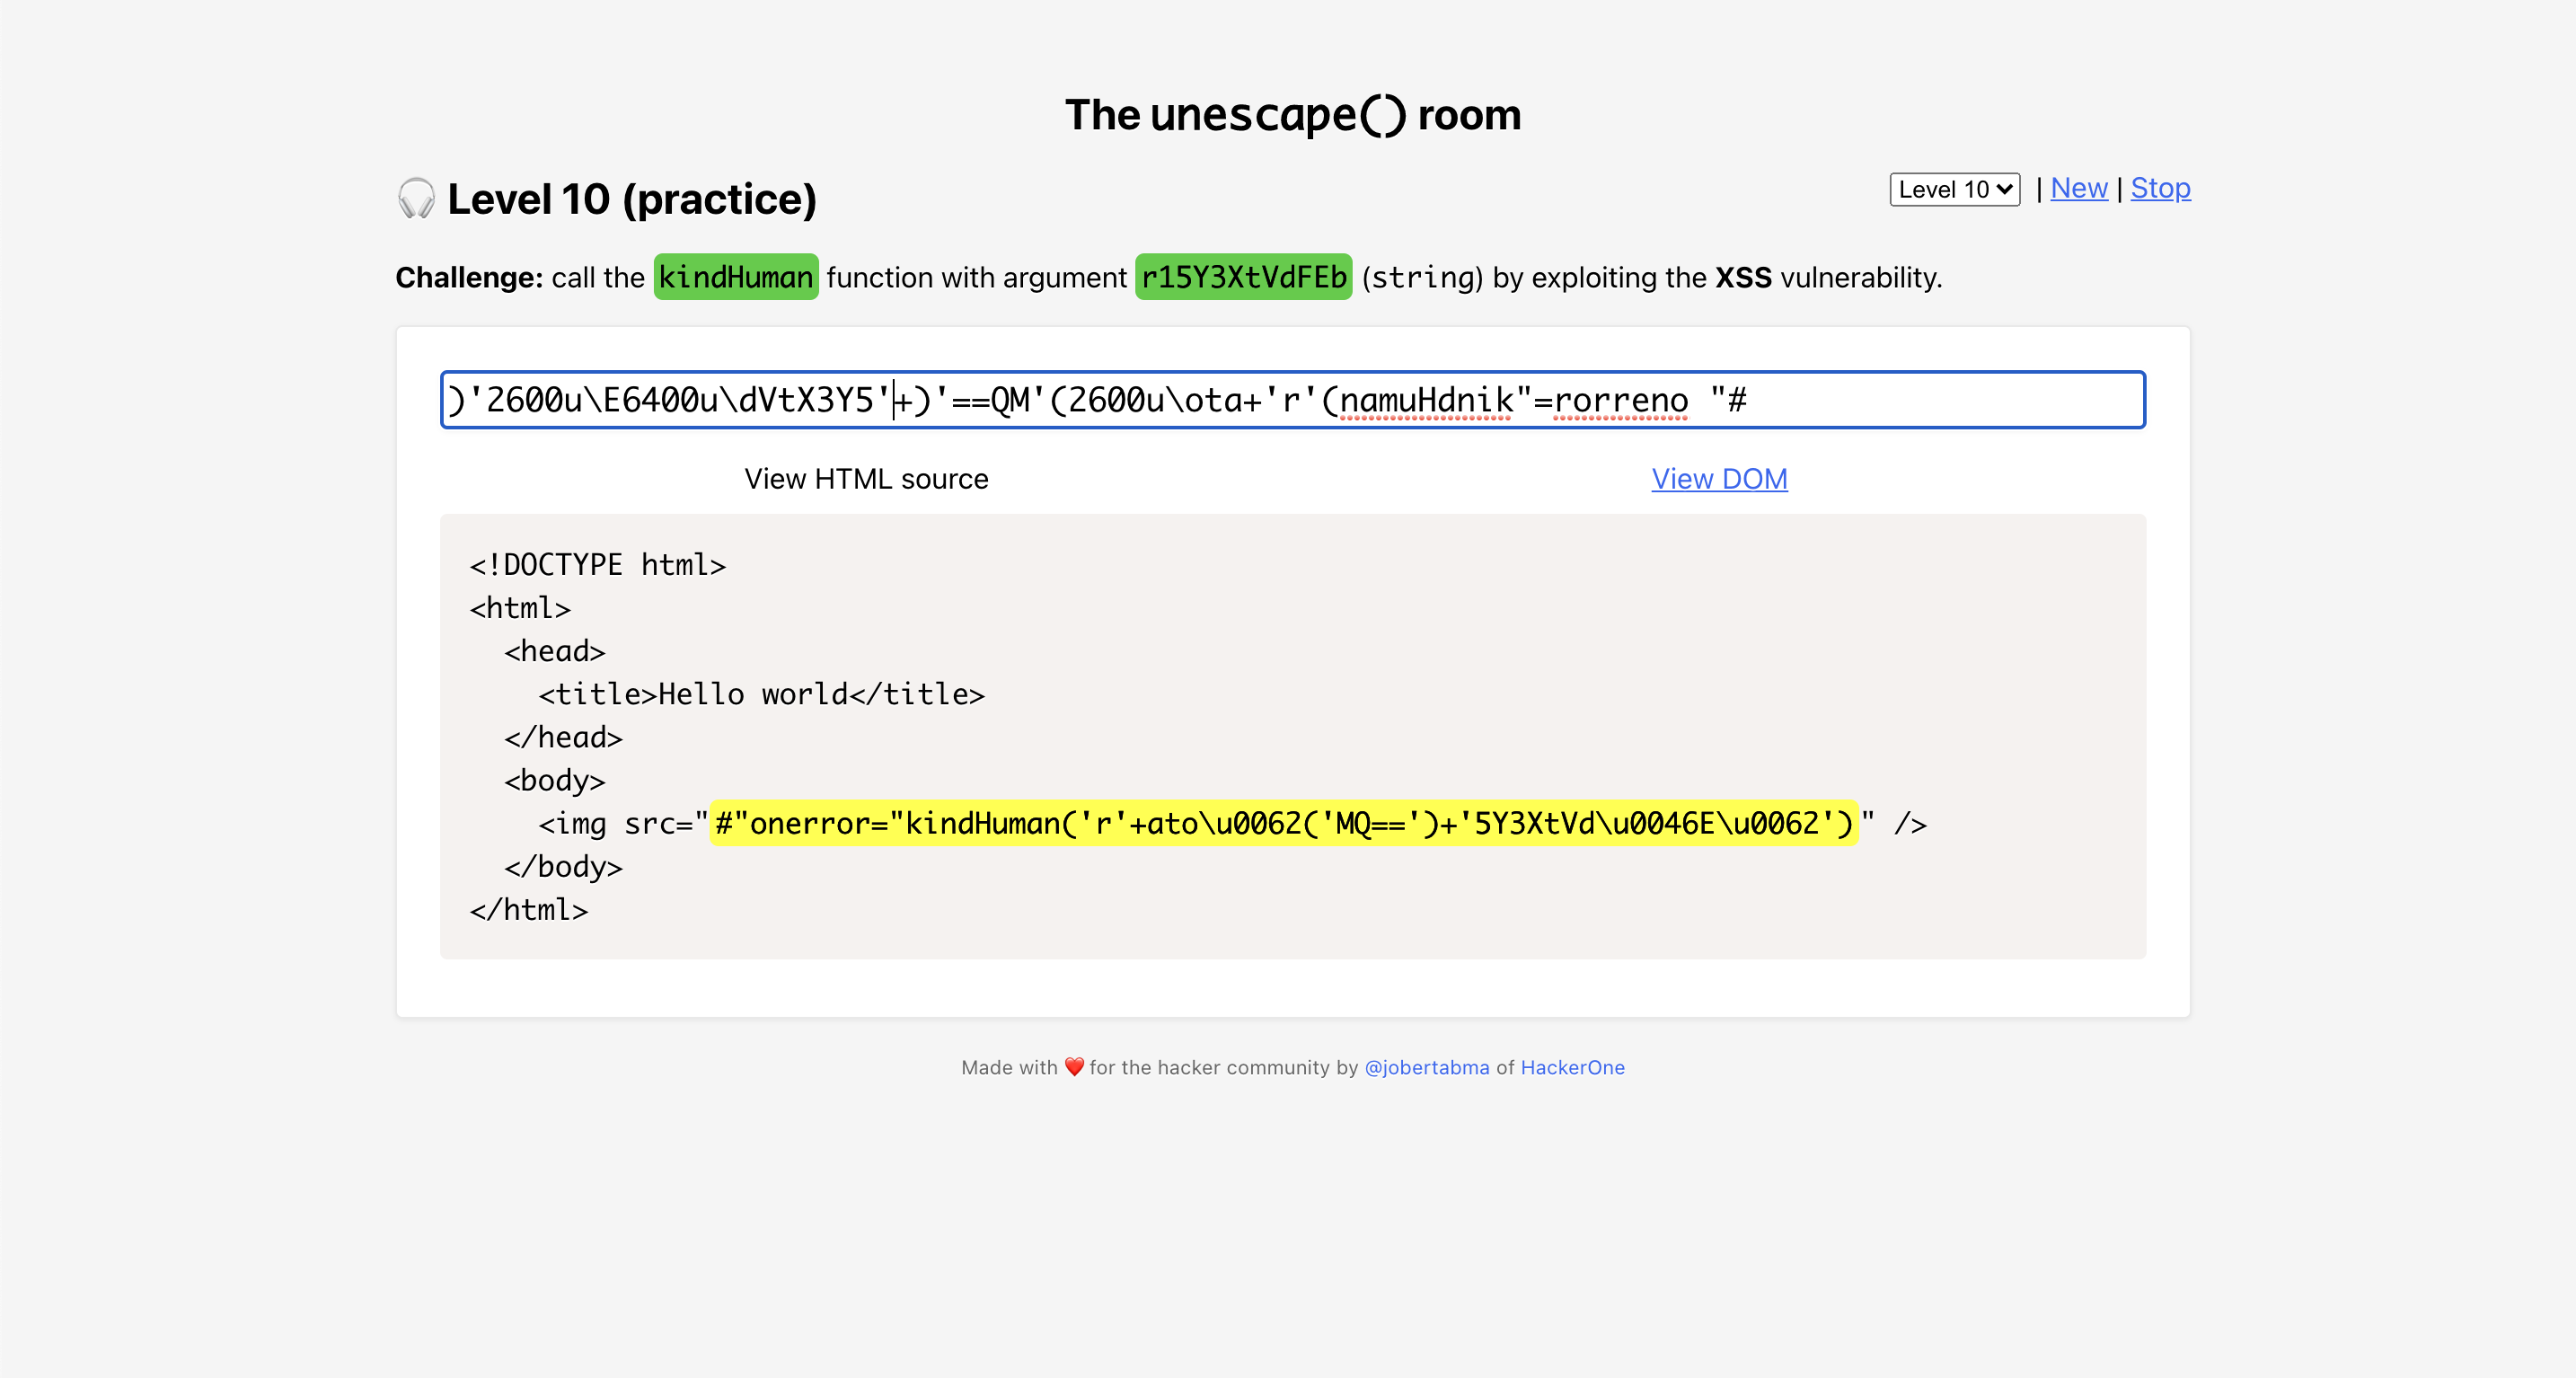 The unescape() room
🎧 Level 10 (practice)
Level 10 | New | Stop
Challenge: call the kindHuman function with argument r15Y3XtVdFEb (string) by exploiting the XSS vulnerability.
)'2600u\E6400u\dVtX3Y5'+)'==QM'(2600u\ota+'r'(namuHdnik"=rorreno "#
View HTML source
View DOM
<!DOCTYPE html>
<html>
  <head>
    <title>Hello world</title>
  </head>
  <body>
    <img src="#"onerror="kindHuman('r'+ato\u0062('MQ==')+'5Y3XtVd\u0046E\u0062')" />
  </body>
</html>
Made with ❤️ for the hacker community by @jobertabma of HackerOne